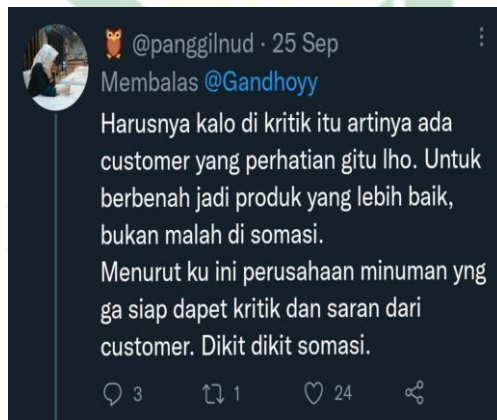 🦉 @panggilnud · 25 Sep
Membalas @Gandhoyy
Harusnya kalo di kritik itu artinya ada
customer yang perhatian gitu lho. Untuk
berbenah jadi produk yang lebih baik,
bukan malah di somasi.
Menurut ku ini perusahaan minuman yng
ga siap dapet kritik dan saran dari
customer. Dikit dikit somasi.
3 1 24